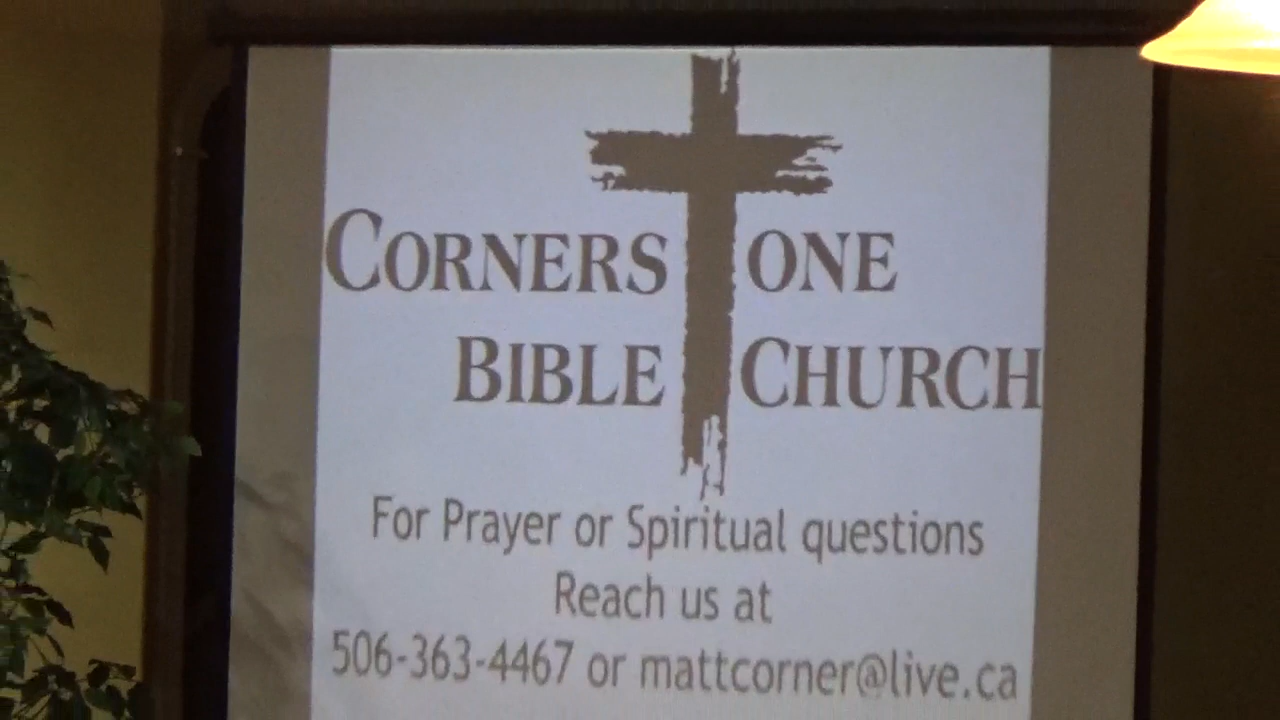 CORNERSTONE
BIBLE CHURCH
For Prayer or Spiritual questions
Reach us at
506-363-4467 or mattcorner@live.ca